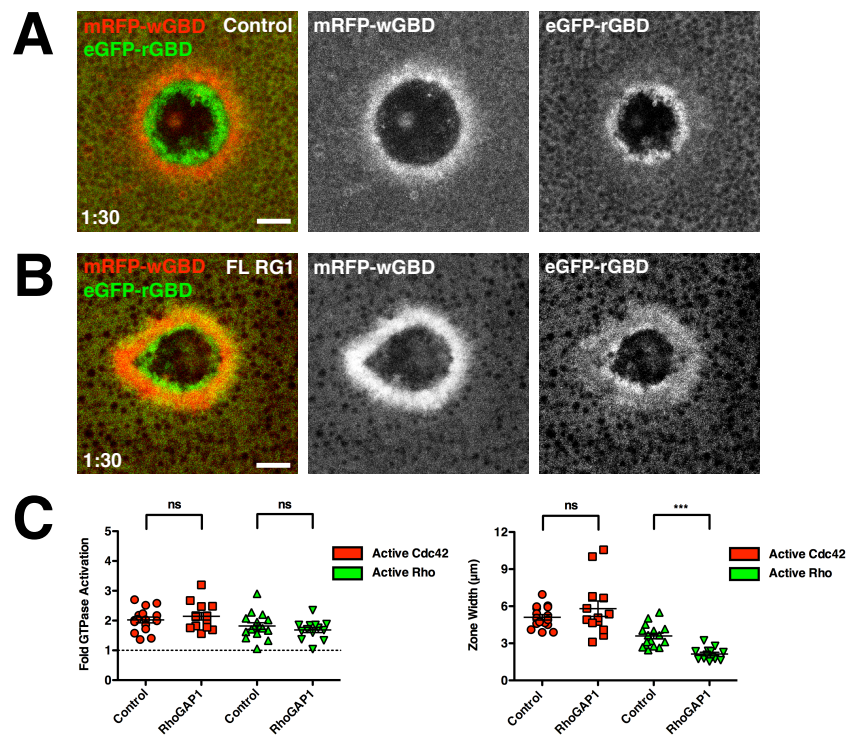 A
mRFP-wGBD Control
eGFP-rGBD
1:30
mRFP-wGBD
eGFP-rGBD
B
mRFP-wGBD FL RG1
eGFP-rGBD
1:30
mRFP-wGBD
eGFP-rGBD
C
ns
ns
Fold GTPase Activation
5
4
3
2
1
0
Control
RhoGAP1
Control
RhoGAP1
Active Cdc42
Active Rho
ns
***
Zone Width (µm)
12
9
6
3
0
Control
RhoGAP1
Control
RhoGAP1
Active Cdc42
Active Rho